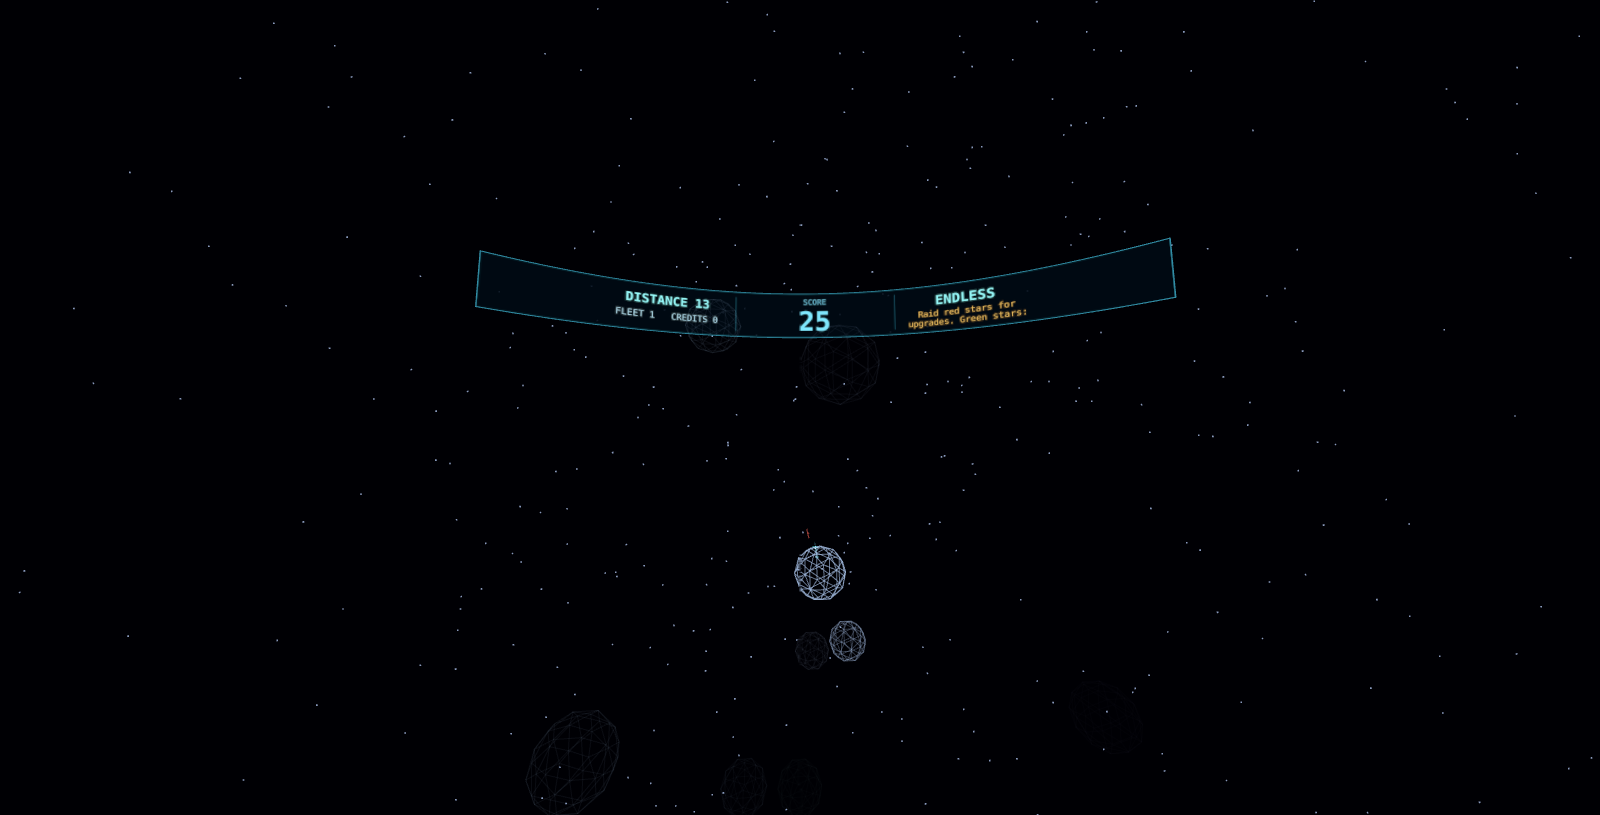 DISTANCE 13
FLEET 1 CREDITS 0
SCORE
25
ENDLESS
Raid red stars for
upgrades. Green stars: